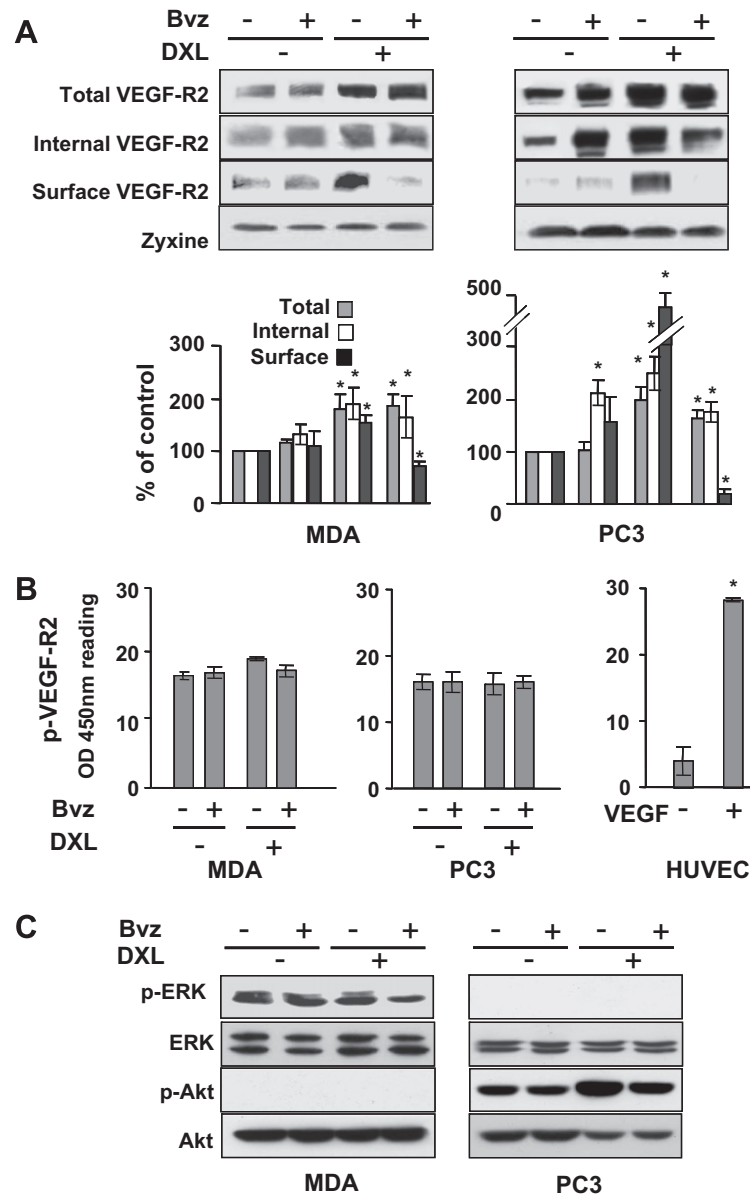 A
Bvz - + - + - + - +
DXL - + - +
Total VEGF-R2
Internal VEGF-R2
Surface VEGF-R2
Zyxine
Total
Internal
Surface
% of control
300
200
100
0
* * * * * *
MDA
500
300
200
100
0
* * * * * * *
PC3
B
p-VEGF-R2
OD 450nm reading
30
20
10
0
Bvz - + - +
DXL - +
MDA
30
20
10
0
- + - +
- +
PC3
30
20
10
0
*
VEGF - +
HUVEC
C
Bvz - + - + - + - +
DXL - + - +
p-ERK
ERK
p-Akt
Akt
MDA PC3